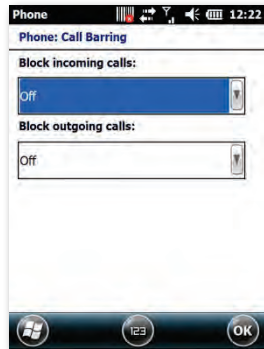 Phone 12:22
Phone: Call Barring
Block incoming calls:
Off
Block outgoing calls:
Off
123 OK